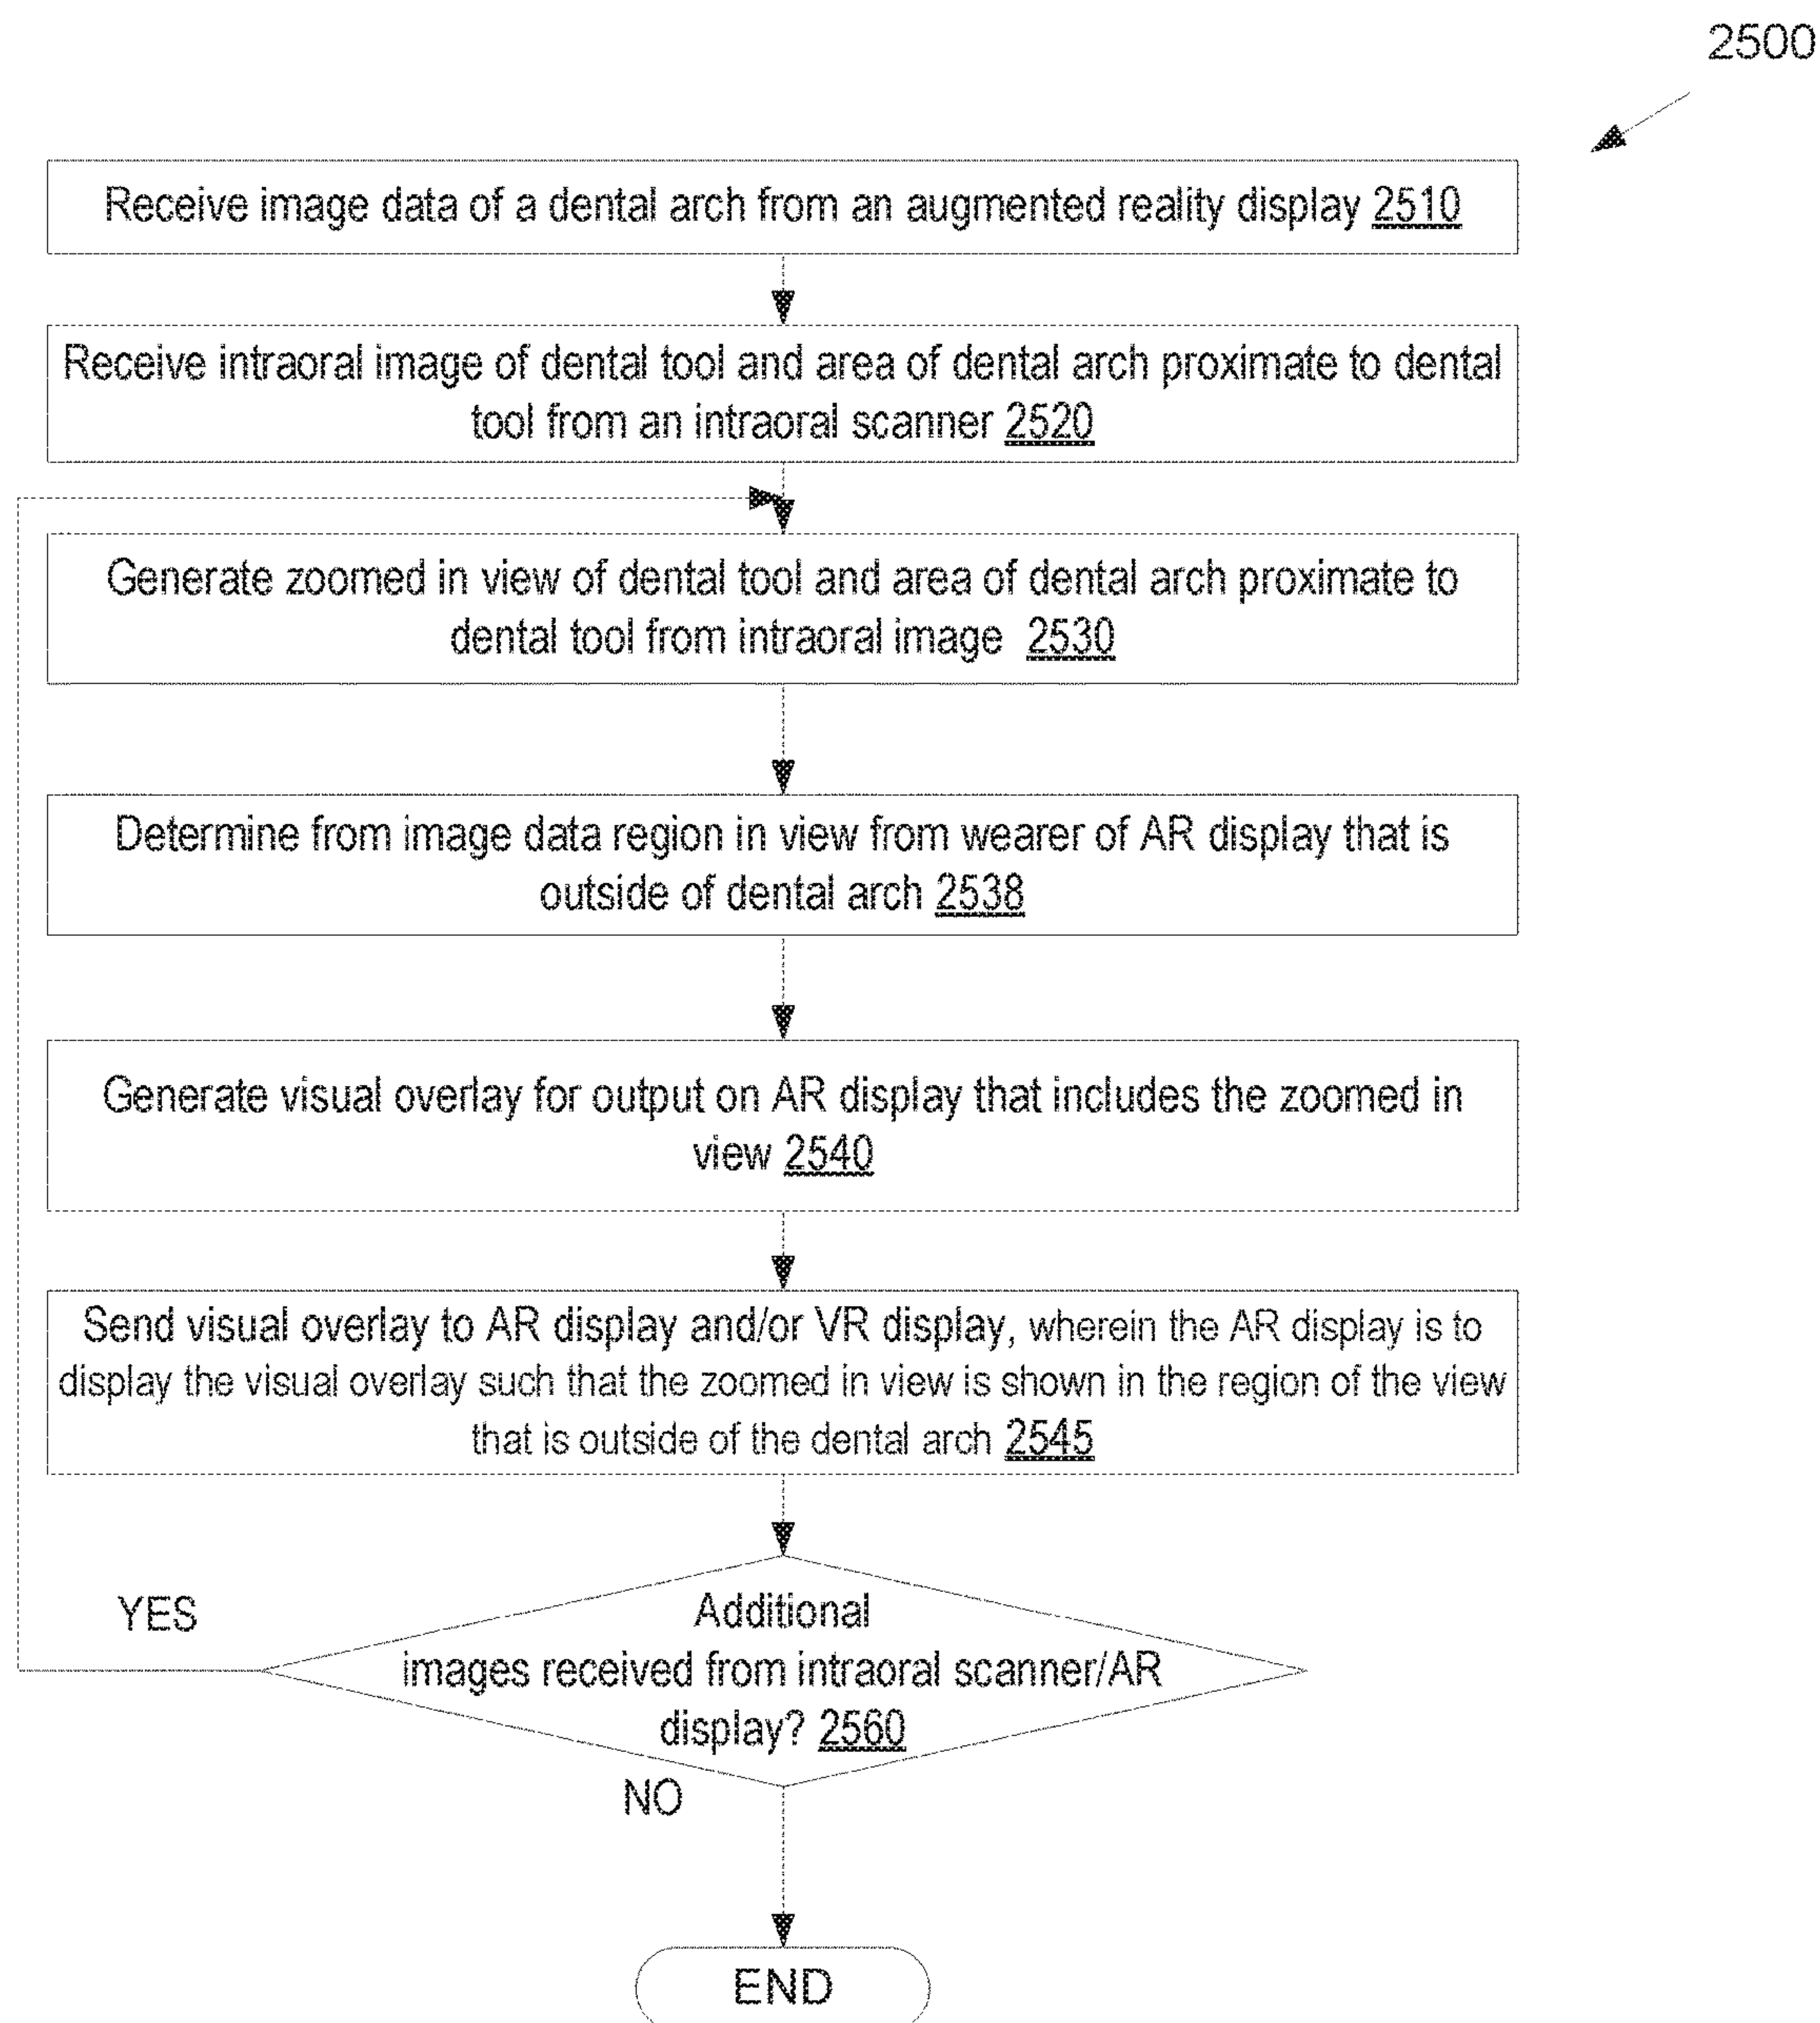 2500
Receive image data of a dental arch from an augmented reality display 2510
Receive intraoral image of dental tool and area of dental arch proximate to dental
tool from an intraoral scanner 2520
Generate zoomed in view of dental tool and area of dental arch proximate to
dental tool from intraoral image 2530
Determine from image data region in view from wearer of AR display that is
outside of dental arch 2538
Generate visual overlay for output on AR display that includes the zoomed in
view 2540
Send visual overlay to AR display and/or VR display, wherein the AR display is to
display the visual overlay such that the zoomed in view is shown in the region of the view
that is outside of the dental arch 2545
YES
Additional
images received from intraoral scanner/AR
display? 2560
NO
END